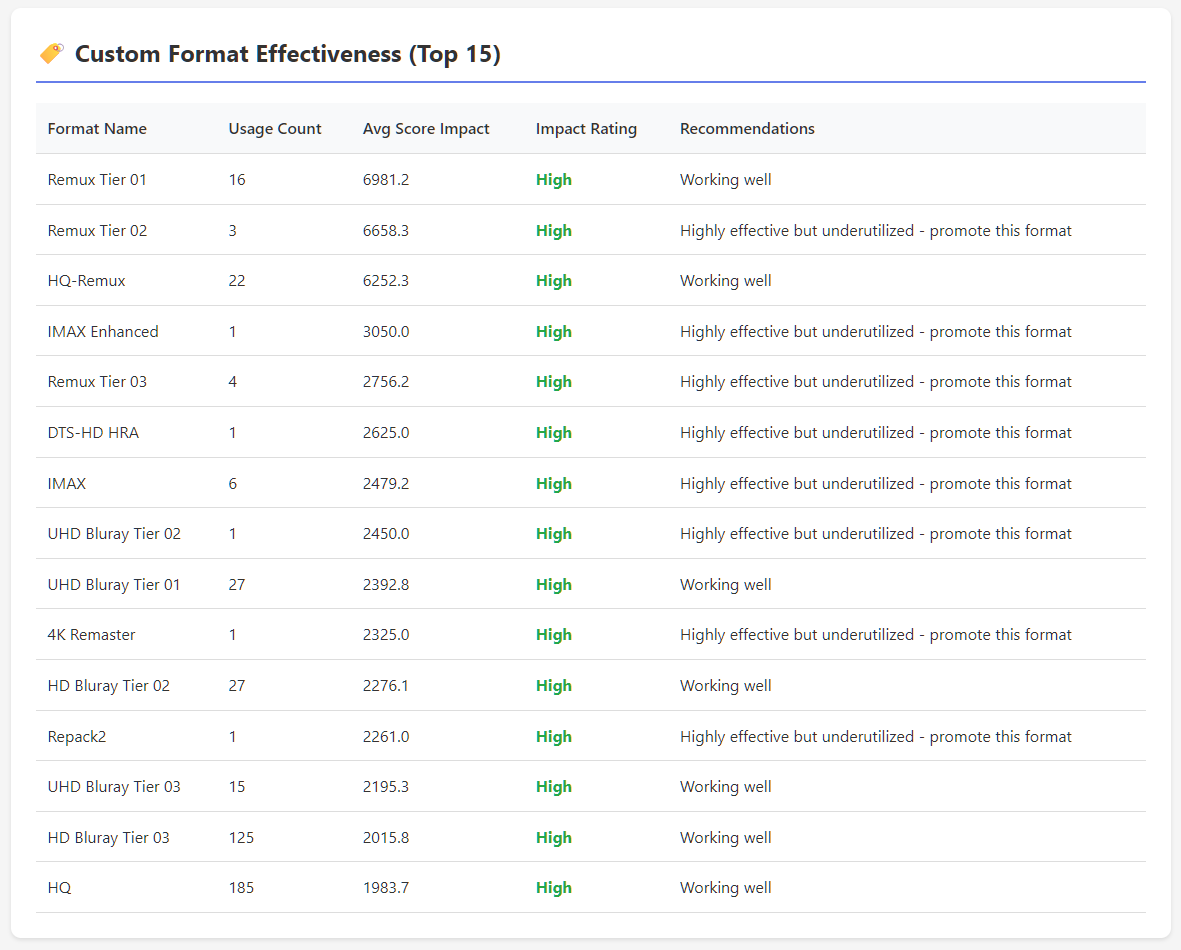 Custom Format Effectiveness (Top 15)
Format Name Usage Count Avg Score Impact Impact Rating Recommendations
Remux Tier 01 16 6981.2 High Working well
Remux Tier 02 3 6658.3 High Highly effective but underutilized - promote this format
HQ-Remux 22 6252.3 High Working well
IMAX Enhanced 1 3050.0 High Highly effective but underutilized - promote this format
Remux Tier 03 4 2756.2 High Highly effective but underutilized - promote this format
DTS-HD HRA 1 2625.0 High Highly effective but underutilized - promote this format
IMAX 6 2479.2 High Highly effective but underutilized - promote this format
UHD Bluray Tier 02 1 2450.0 High Highly effective but underutilized - promote this format
UHD Bluray Tier 01 27 2392.8 High Working well
4K Remaster 1 2325.0 High Highly effective but underutilized - promote this format
HD Bluray Tier 02 27 2276.1 High Working well
Repack2 1 2261.0 High Highly effective but underutilized - promote this format
UHD Bluray Tier 03 15 2195.3 High Working well
HD Bluray Tier 03 125 2015.8 High Working well
HQ 185 1983.7 High Working well